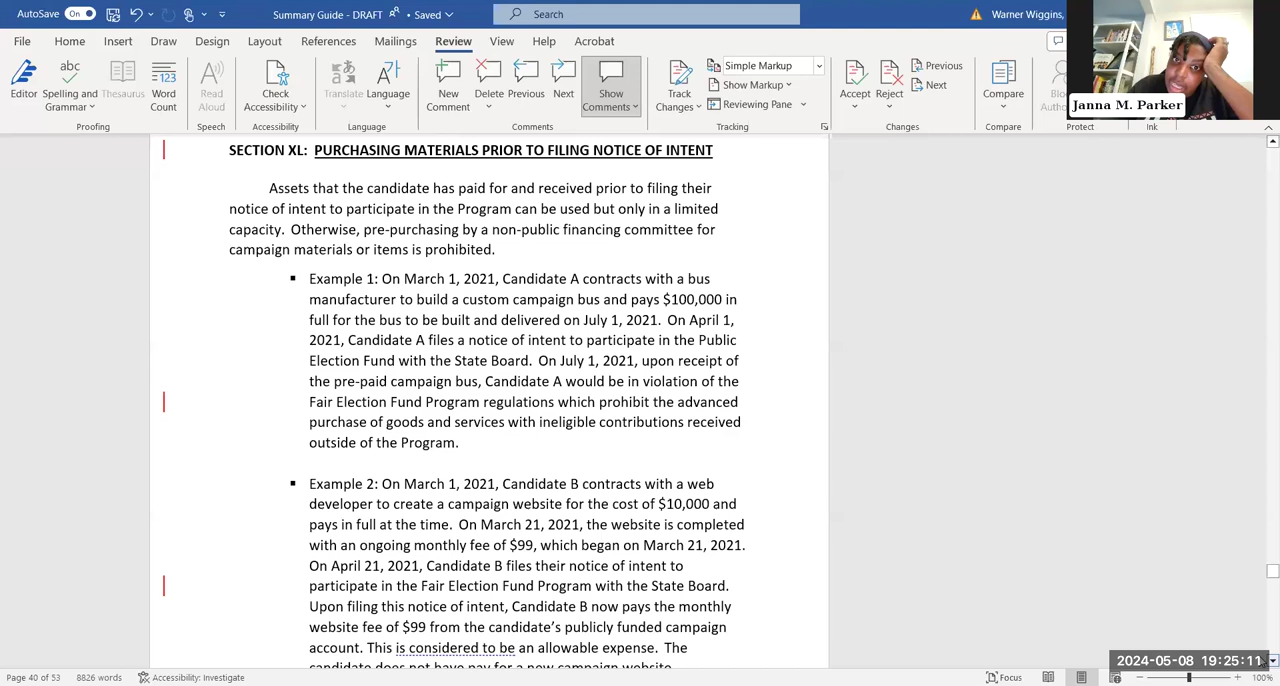 AutoSave On Summary Guide - DRAFT • Saved Search Warner Wiggins,
File Home Insert Draw Design Layout References Mailings Review View Help Acrobat
Editor
Spelling and Grammar
Thesaurus
Word Count
Read Aloud
Check Accessibility
Translate
Language
New Comment
Delete
Previous
Next
Show Comments
Track Changes
Simple Markup
Show Markup
Reviewing Pane
Accept
Reject
Previous
Next
Compare
Janna M. Parker
Proofing Speech Accessibility Language Comments Tracking Changes Compare Protect Ink
SECTION XL: PURCHASING MATERIALS PRIOR TO FILING NOTICE OF INTENT
Assets that the candidate has paid for and received prior to filing their
notice of intent to participate in the Program can be used but only in a limited
capacity. Otherwise, pre-purchasing by a non-public financing committee for
campaign materials or items is prohibited.
▪ Example 1: On March 1, 2021, Candidate A contracts with a bus
manufacturer to build a custom campaign bus and pays $100,000 in
full for the bus to be built and delivered on July 1, 2021. On April 1,
2021, Candidate A files a notice of intent to participate in the Public
Election Fund with the State Board. On July 1, 2021, upon receipt of
the pre-paid campaign bus, Candidate A would be in violation of the
Fair Election Fund Program regulations which prohibit the advanced
purchase of goods and services with ineligible contributions received
outside of the Program.
▪ Example 2: On March 1, 2021, Candidate B contracts with a web
developer to create a campaign website for the cost of $10,000 and
pays in full at the time. On March 21, 2021, the website is completed
with an ongoing monthly fee of $99, which began on March 21, 2021.
On April 21, 2021, Candidate B files their notice of intent to
participate in the Fair Election Fund Program with the State Board.
Upon filing this notice of intent, Candidate B now pays the monthly
website fee of $99 from the candidate's publicly funded campaign
account. This is considered to be an allowable expense. The
candidate does not have pay for a new campaign website
2024-05-08 19:25:11
Page 40 of 53 8826 words Accessibility: Investigate Focus 100%